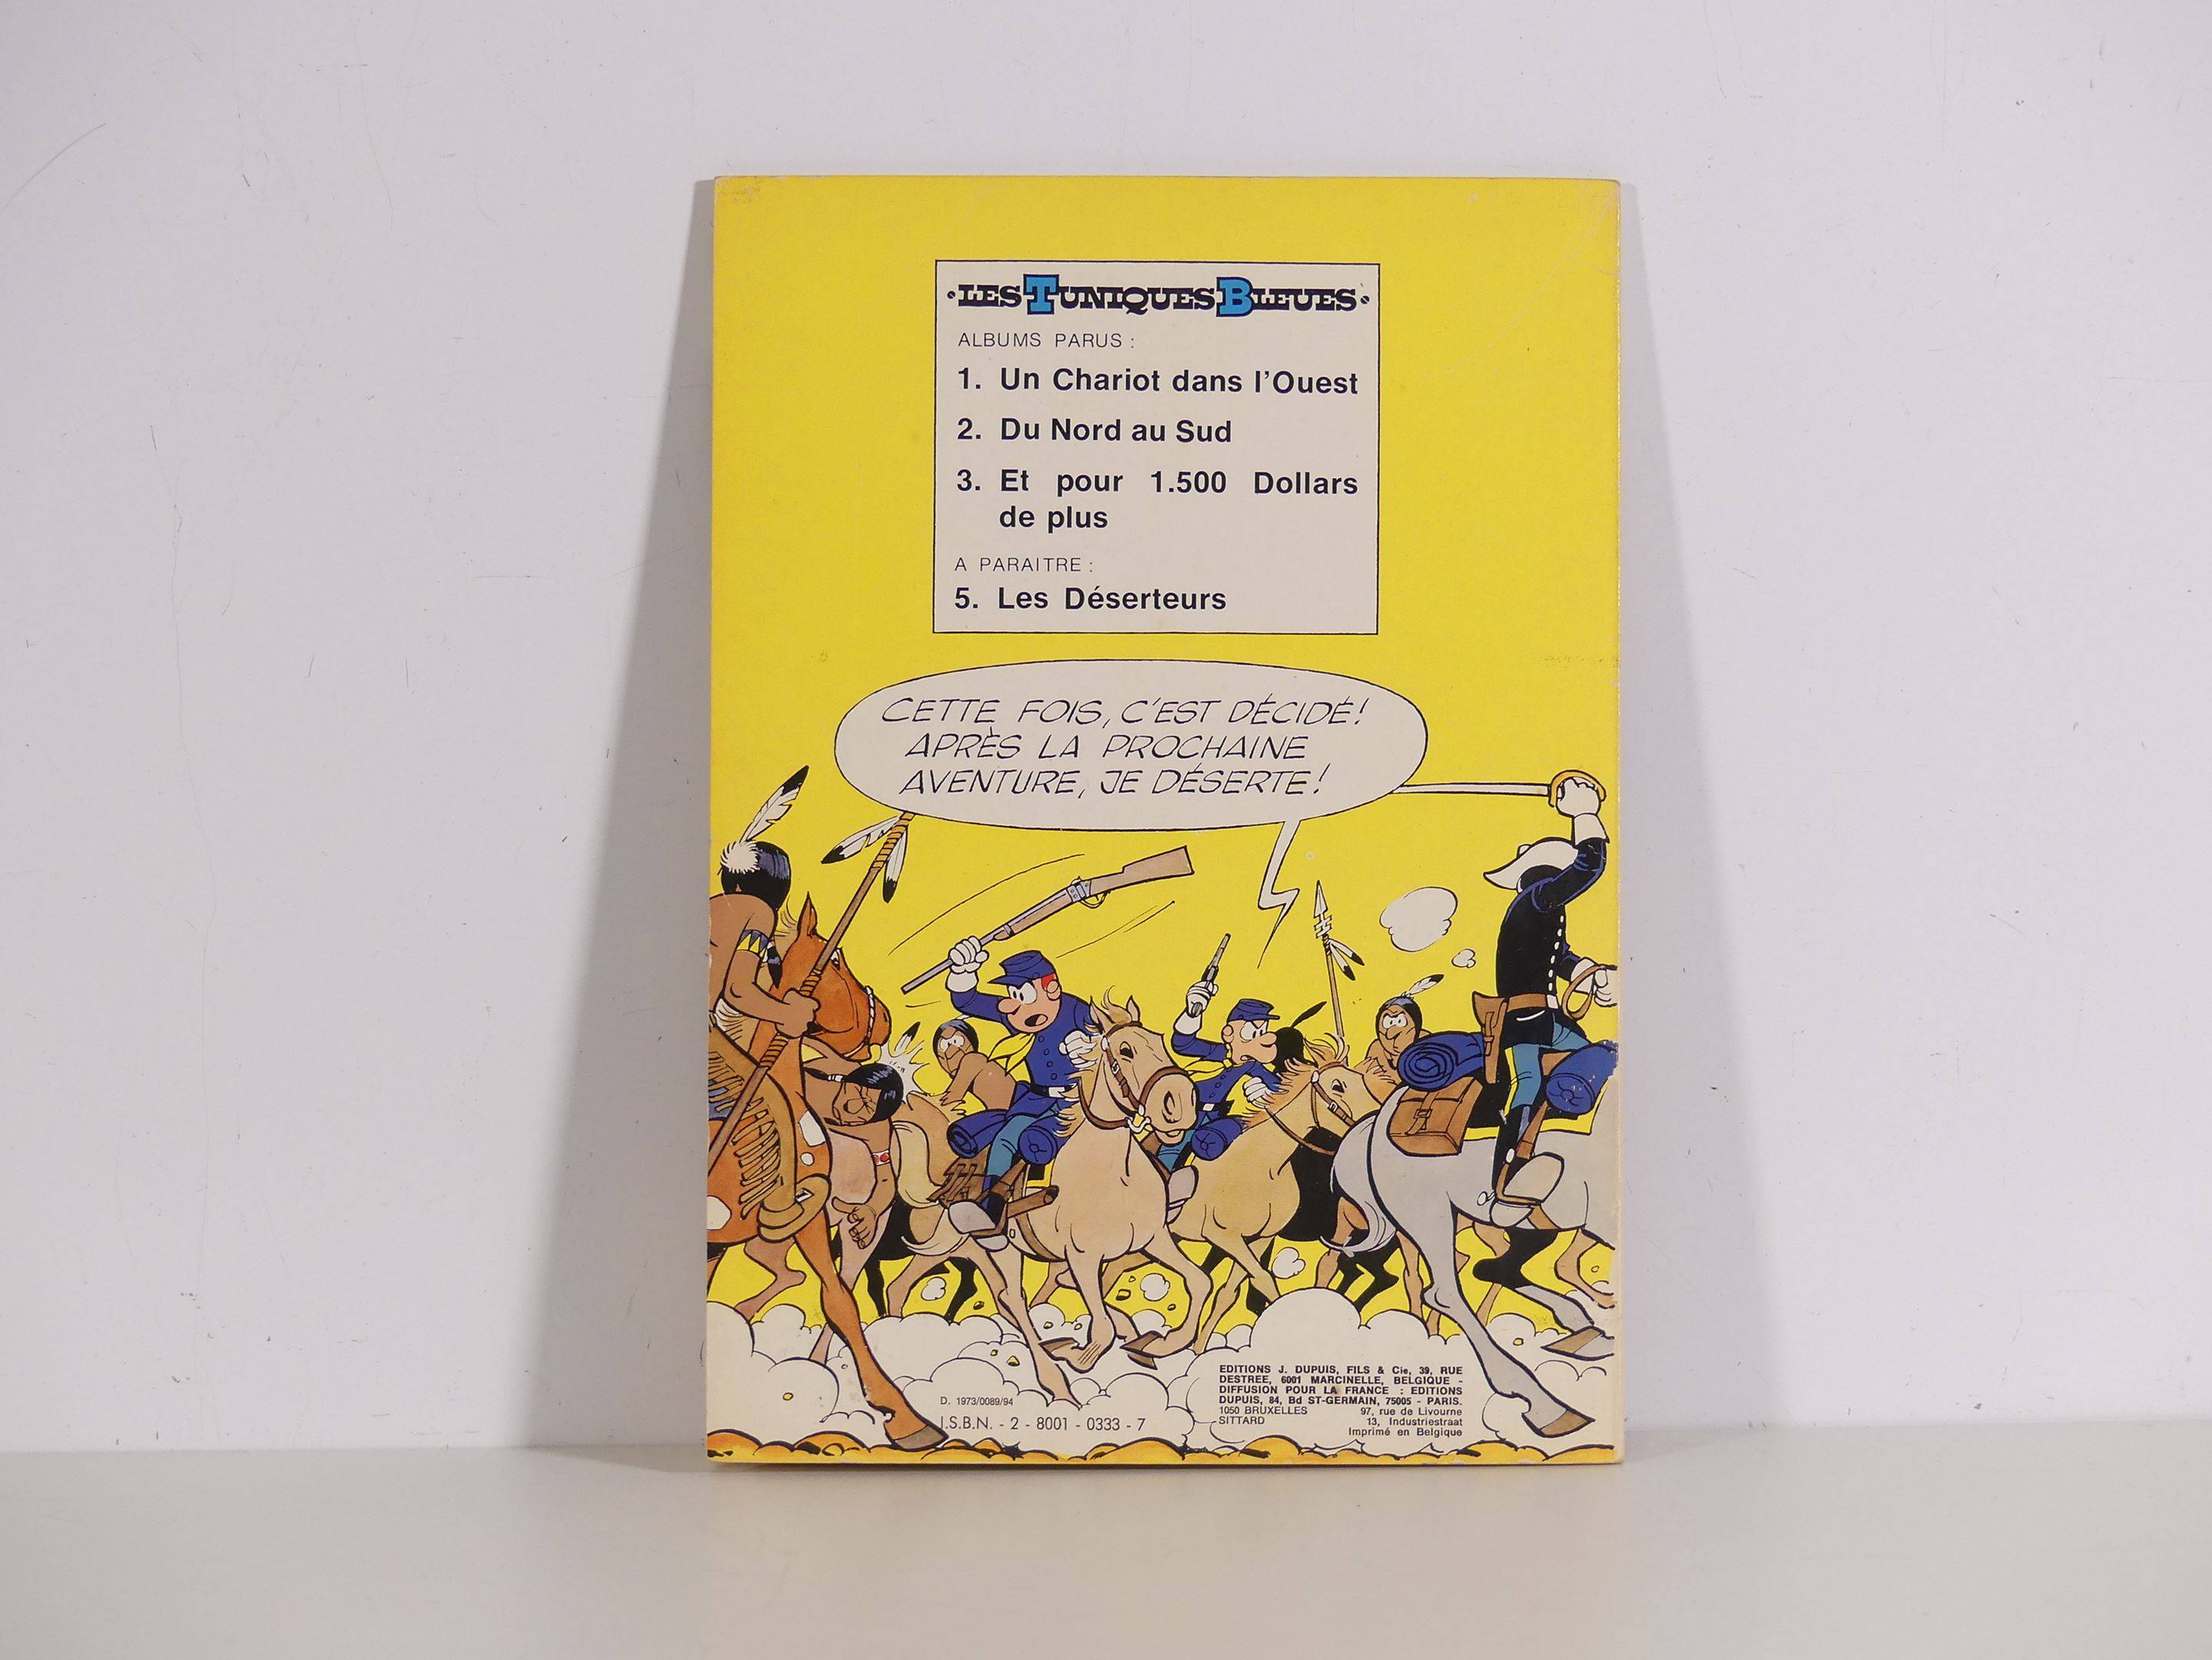 LES TUNIQUES BLEUES
ALBUMS PARUS :
1. Un Chariot dans l'Ouest
2. Du Nord au Sud
3. Et pour 1.500 Dollars
de plus
A PARAITRE :
5. Les Déserteurs
CETTE FOIS, C'EST DÉCIDÉ!
APRÈS LA PROCHAINE
AVENTURE, JE DÉSERTE!
D. 1973/0089/94
I.S.B.N. - 2 - 8001 - 0333 - 7
EDITIONS J. DUPUIS, FILS & Cie, 39, RUE
DESTREE, 6001 MARCINELLE, BELGIQUE -
DIFFUSION POUR LA FRANCE : EDITIONS
DUPUIS, 84, Bd ST-GERMAIN, 75005 - PARIS.
1050 BRUXELLES 97, rue de Livourne
SITTARD 13, Industriestraat
Imprimé en Belgique